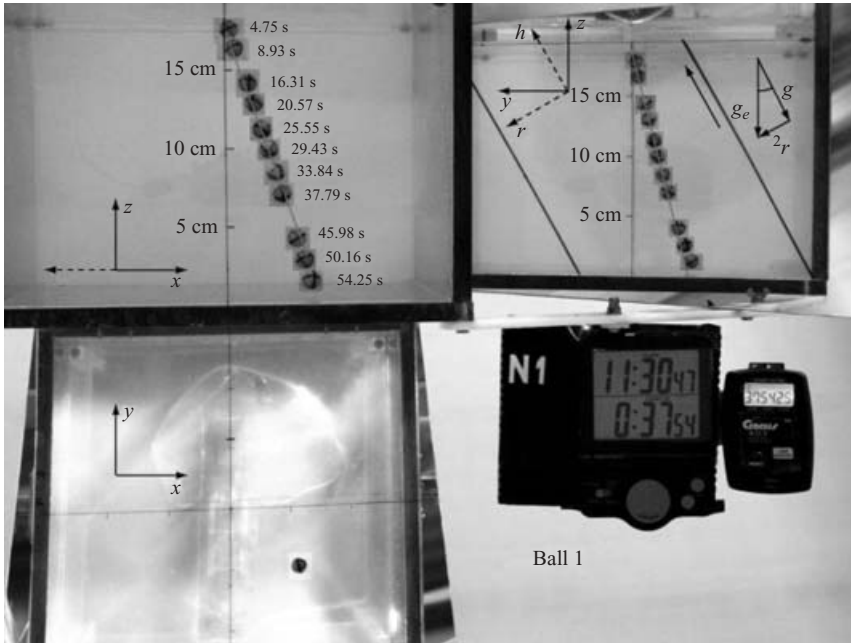 4.75 s
8.93 s
15 cm
16.31 s
20.57 s
25.55 s
10 cm
29.43 s
33.84 s
37.79 s
5 cm
45.98 s
50.16 s
54.25 s
z
x
h
z
y
r
15 cm
10 cm
5 cm
g
gₑ
²r
y
x
N1
11:30 47
0:37 54
375425
Ball 1